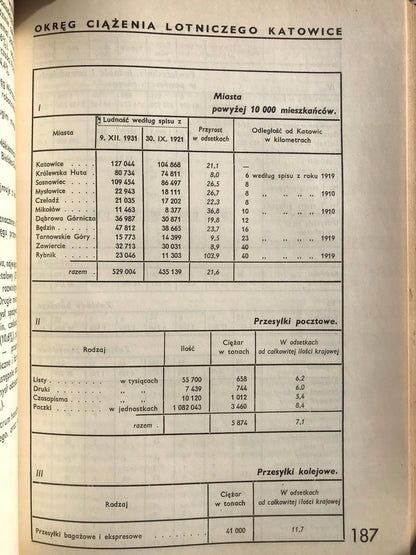 OKRĘG CIĄŻENIA LOTNICZEGO KATOWICE
I Miasta
powyżej 10 000 mieszkańców.
Miasta Ludność według spisu z Przyrost w odsetkach Odległość od Katowic w kilometrach
9. XII. 1931 30. IX. 1921
Katowice . . . . 127 044 104 868 21,1 —
Królewska Huta . 80 734 74 811 8,0 6 według spisu z roku 1919
Sosnowiec . . . . 109 454 86 497 26,5 8
Mysłowice . . . . 22 943 18 111 26,7 8 „ „ „ „ 1910
Czeladź . . . . 21 035 17 202 22,3 8
Mikołów . . . . 11 463 8 377 36,8 10 „ „ „ „ 1910
Dąbrowa Górnicza 36 987 30 871 19,8 12
Będzin . . . . 47 812 38 665 23,7 16
Tarnowskie Góry . 15 773 14 399 9,5 23 „ „ „ „ 1919
Zawiercie . . . . 32 713 30 031 8,9 40
Rybnik . . . . 23 046 11 303 103,9 40 „ „ „ „ 1919
razem . 529 004 435 139 21,6
II Przesyłki pocztowe.
Rodzaj Ilość Ciężar w tonach W odsetkach od całkowitej ilości krajowej
Listy . . . . . . w tysiącach 55 700 658 6,2
Druki . . . . . . „ „ 7 439 744 6,0
Czasopisma . . . . „ „ 10 120 1 012 5,4
Paczki . . . . . w jednostkach 1 082 043 3 460 8,4
razem . . 5 874 7,1
III Przesyłki kolejowe.
Rodzaj Ciężar w tonach W odsetkach od całkowitej ilości krajowej
Przesyłki bagażowe i ekspresowe . . 41 000 11,7
187